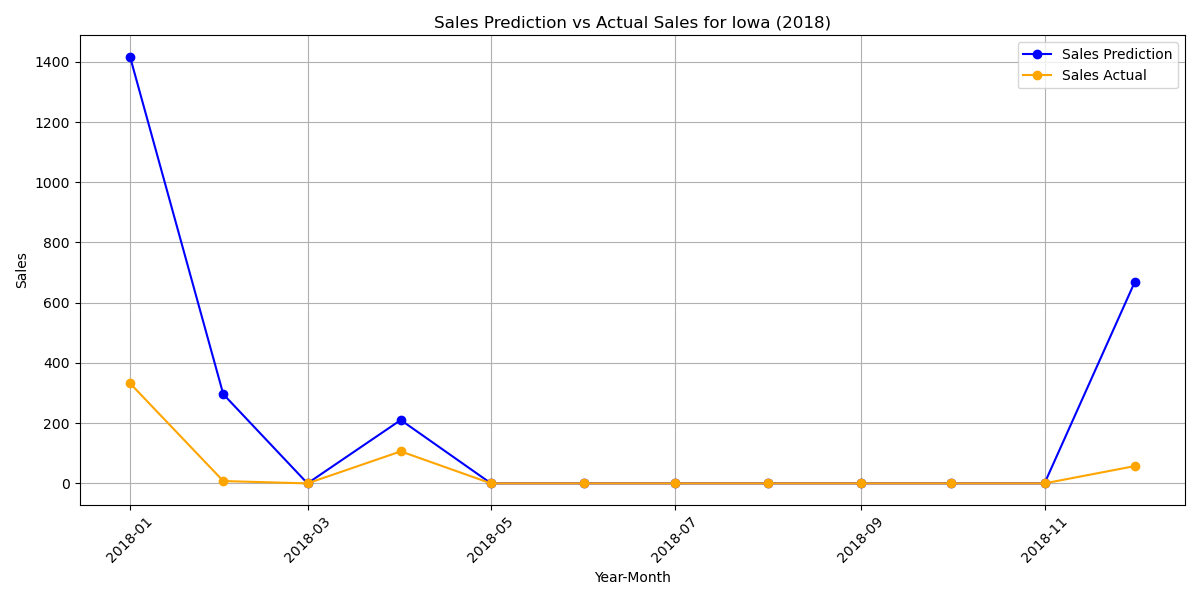 Sales Prediction vs Actual Sales for Iowa (2018)
Sales Prediction
Sales Actual
1400
1200
1000
800
600
400
200
0
Sales
2018-01
2018-03
2018-05
2018-07
2018-09
2018-11
Year-Month